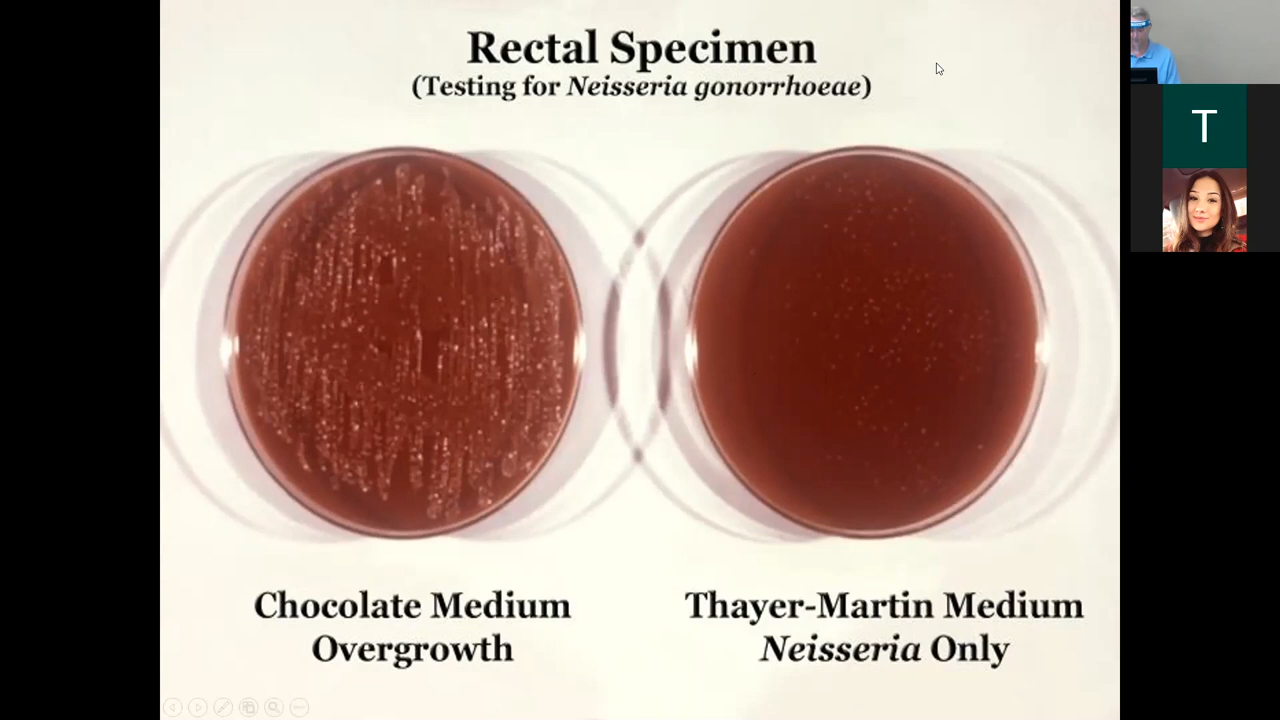 Rectal Specimen
(Testing for Neisseria gonorrhoeae)
Chocolate Medium
Overgrowth
Thayer-Martin Medium
Neisseria Only
T